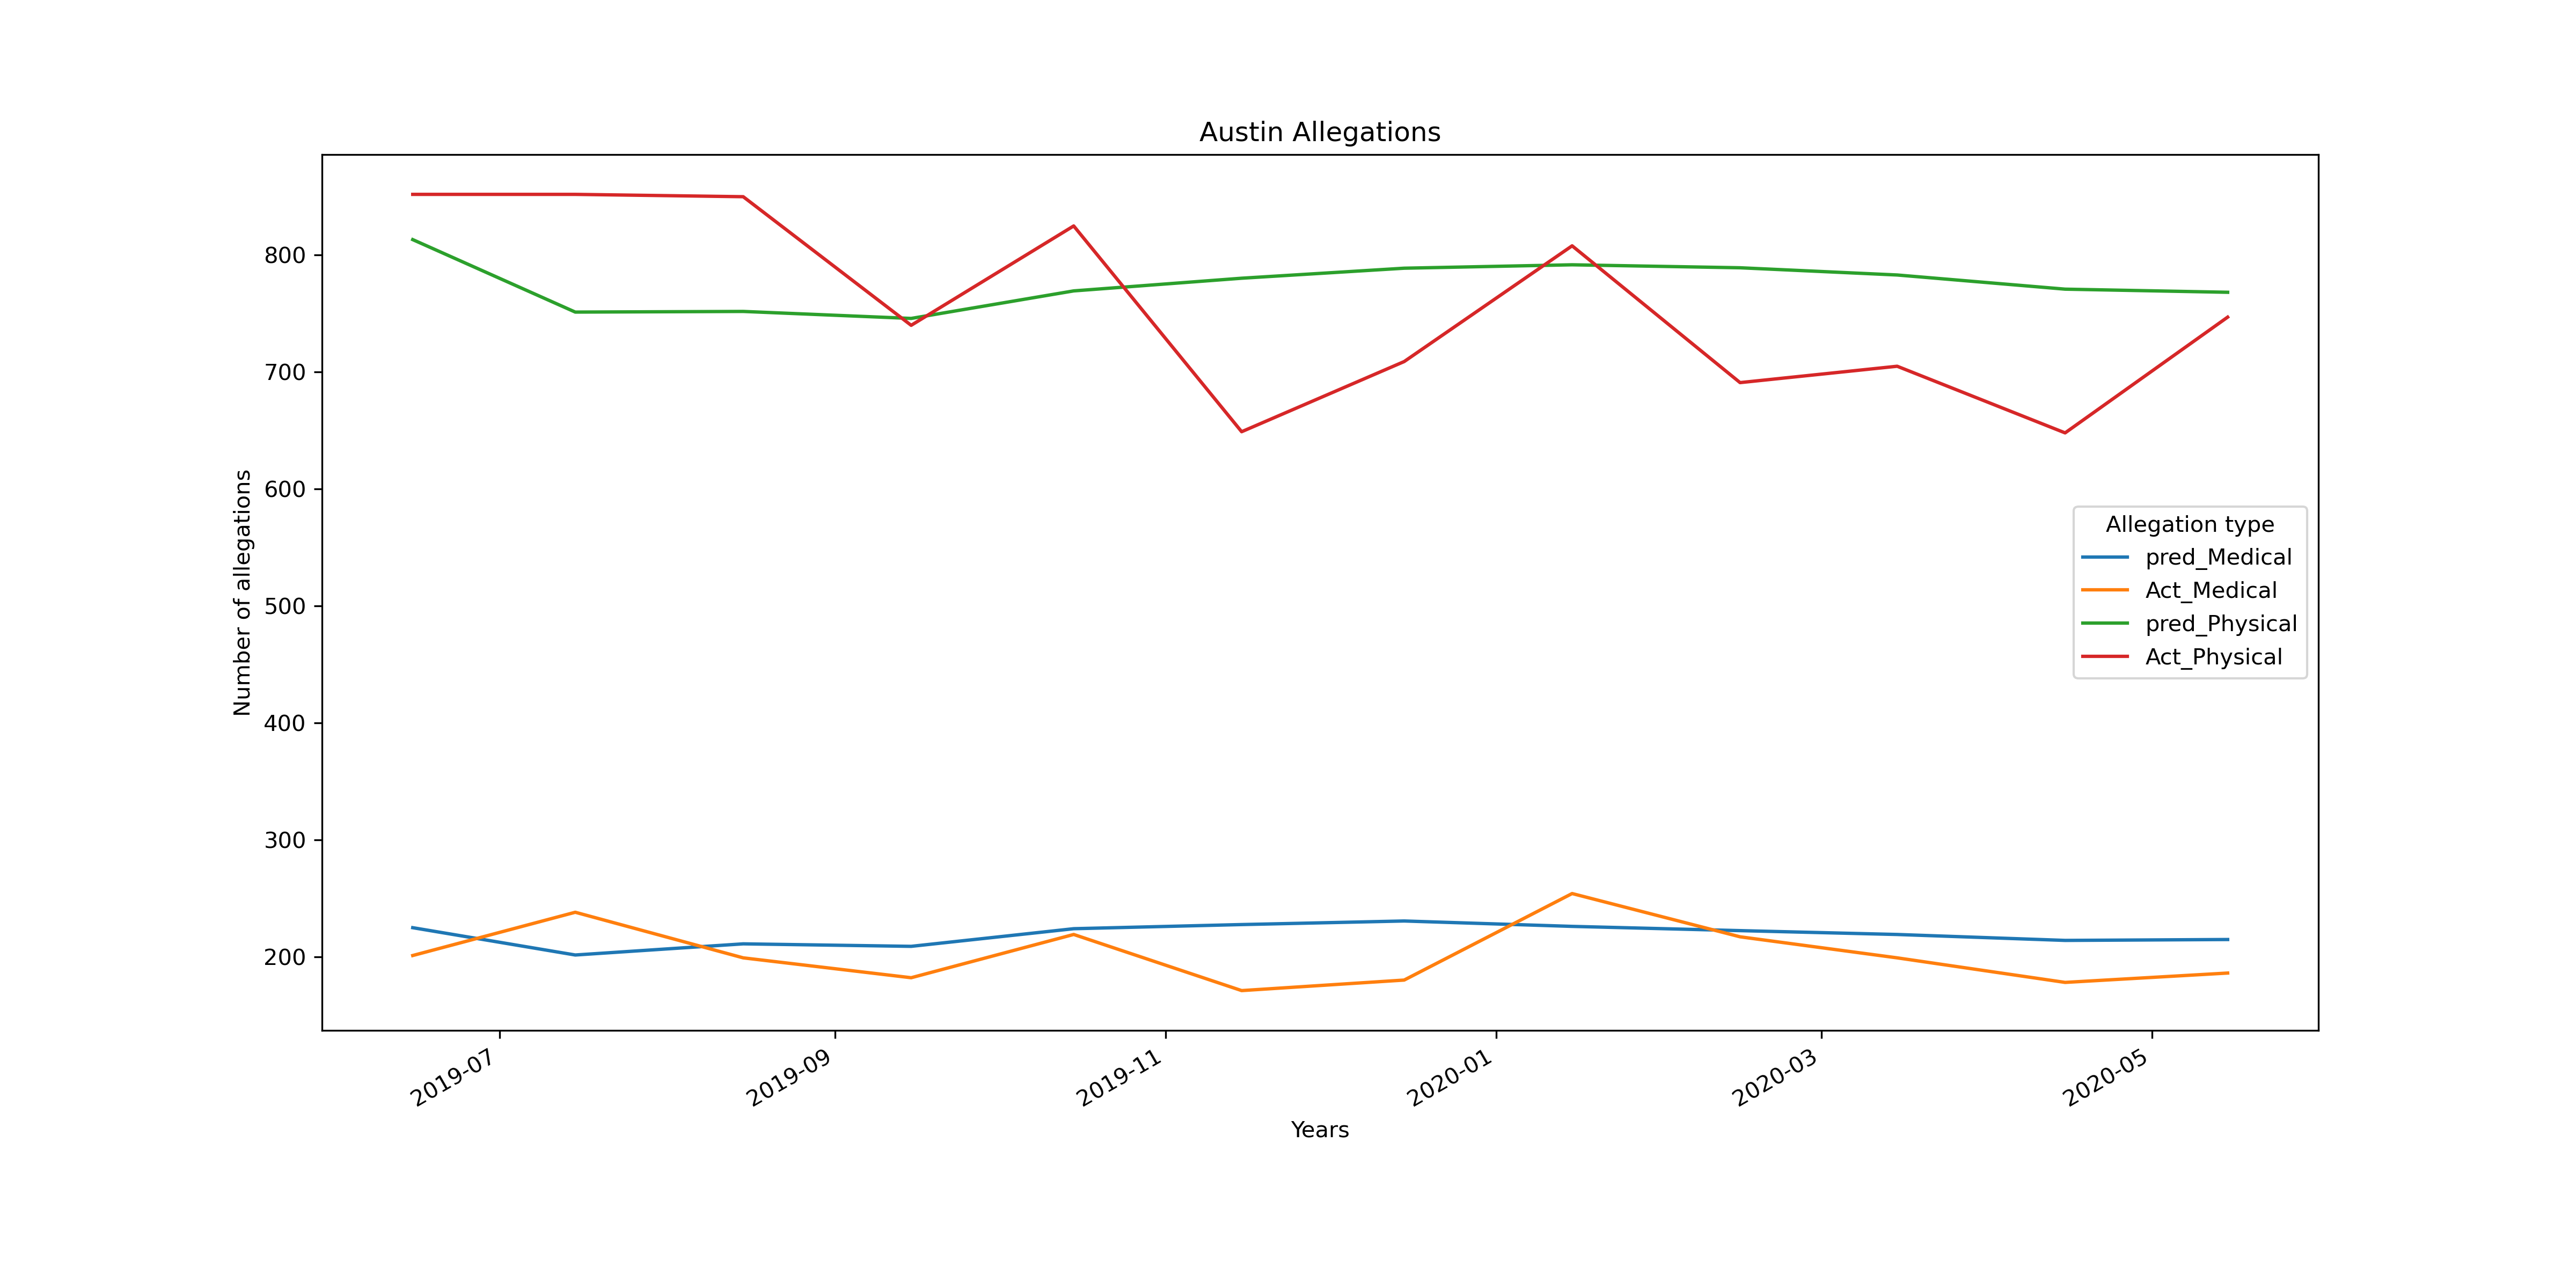 Austin Allegations
800
700
600
500
400
300
200
Number of allegations
Allegation type
pred_Medical
Act_Medical
pred_Physical
Act_Physical
2019-07
2019-09
2019-11
2020-01
2020-03
2020-05
Years